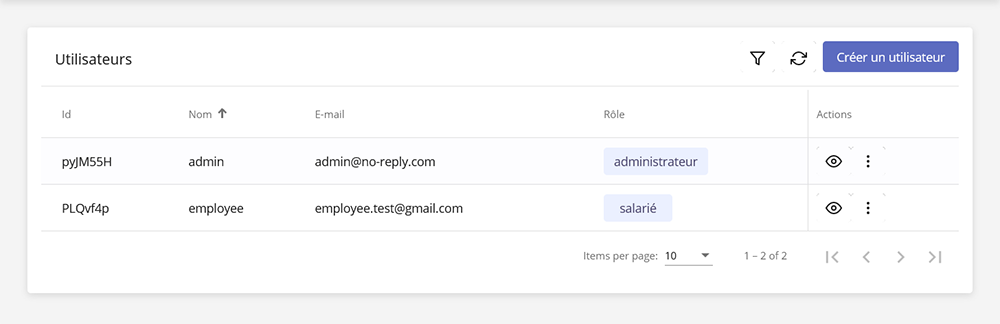 Utilisateurs
Créer un utilisateur
Id Nom E-mail Rôle Actions
pyJM55H admin admin@no-reply.com administrateur
PLQvf4p employee employee.test@gmail.com salarié
Items per page: 10 1 – 2 of 2